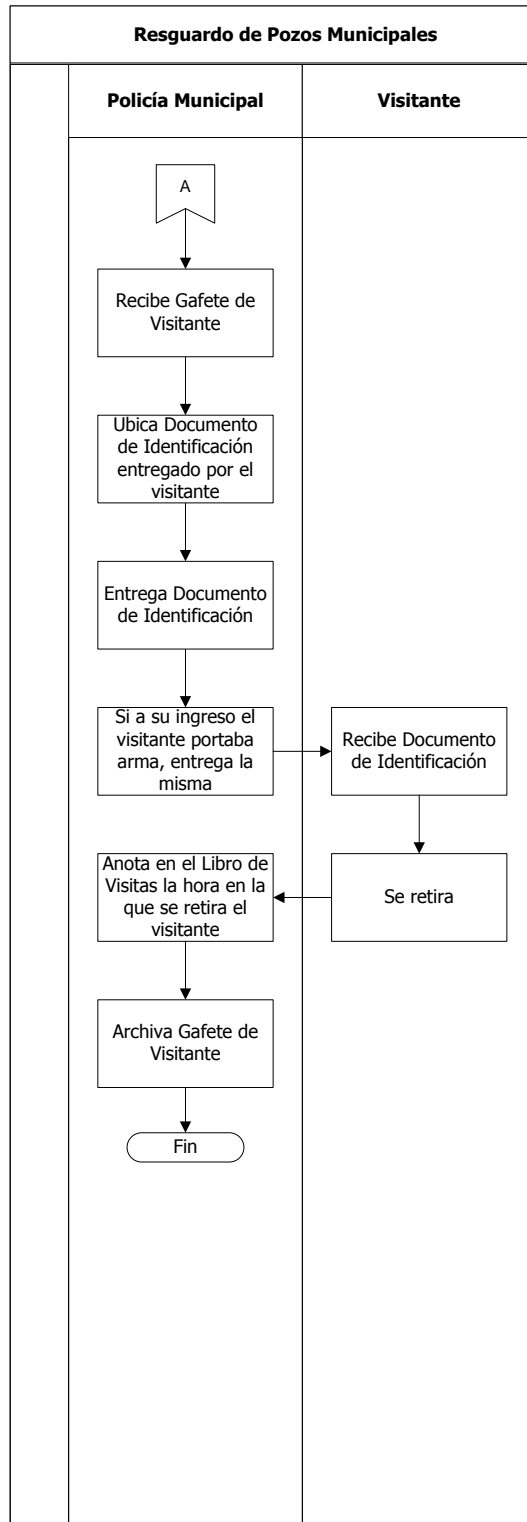 Resguardo de Pozos Municipales
Policía Municipal
Visitante
A
Recibe Gafete de
Visitante
Ubica Documento
de Identificación
entregado por el
visitante
Entrega Documento
de Identificación
Si a su ingreso el
visitante portaba
arma, entrega la
misma
Recibe Documento
de Identificación
Se retira
Anota en el Libro de
Visitas la hora en la
que se retira el
visitante
Archiva Gafete de
Visitante
Fin